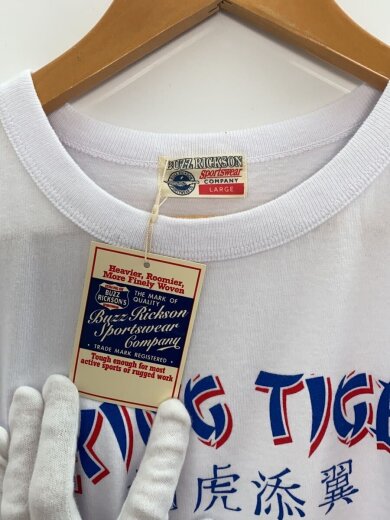 BUZZ RICKSON
Sportswear
COMPANY
LARGE
Heavier, Roomier,
More Finely Woven
BUZZ
RICKSON'S
THE MARK OF
QUALITY
Buzz Rickson
Sportswear
Company
· TRADE MARK REGISTERED ·
Tough enough for most
active sports or rugged work
TIGE
虎添翼